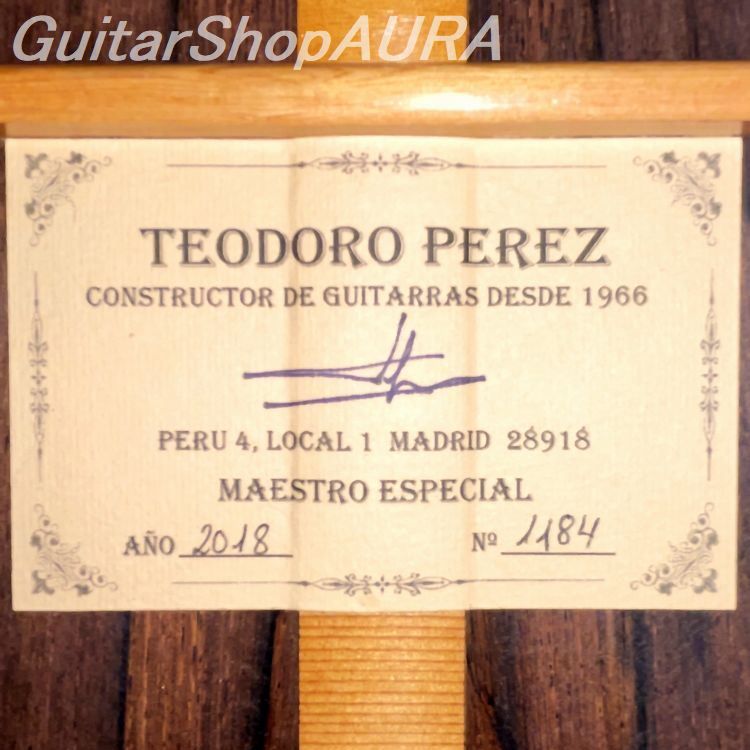 GuitarShopAURA
TEODORO PEREZ
CONSTRUCTOR DE GUITARRAS DESDE 1966
PERU 4, LOCAL 1 MADRID 28918
MAESTRO ESPECIAL
AÑO 2018 Nº 1184